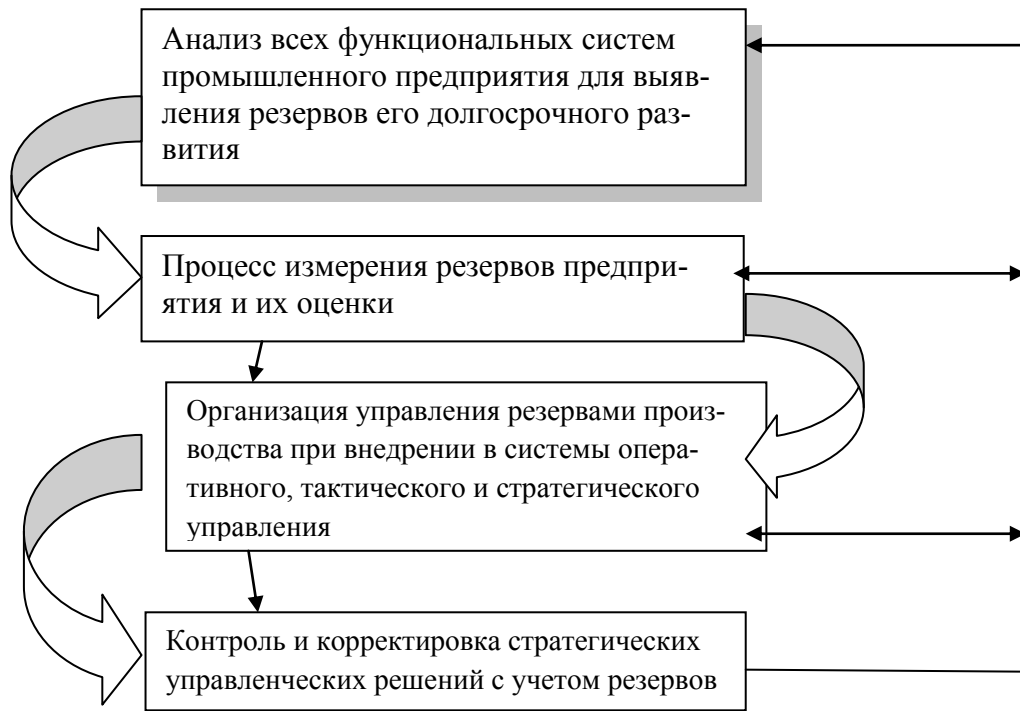 Анализ всех функциональных систем
промышленного предприятия для выяв-
ления резервов его долгосрочного раз-
вития
Процесс измерения резервов предпри-
ятия и их оценки
Организация управления резервами произ-
водства при внедрении в системы опера-
тивного, тактического и стратегического
управления
Контроль и корректировка стратегических
управленческих решений с учетом резервов